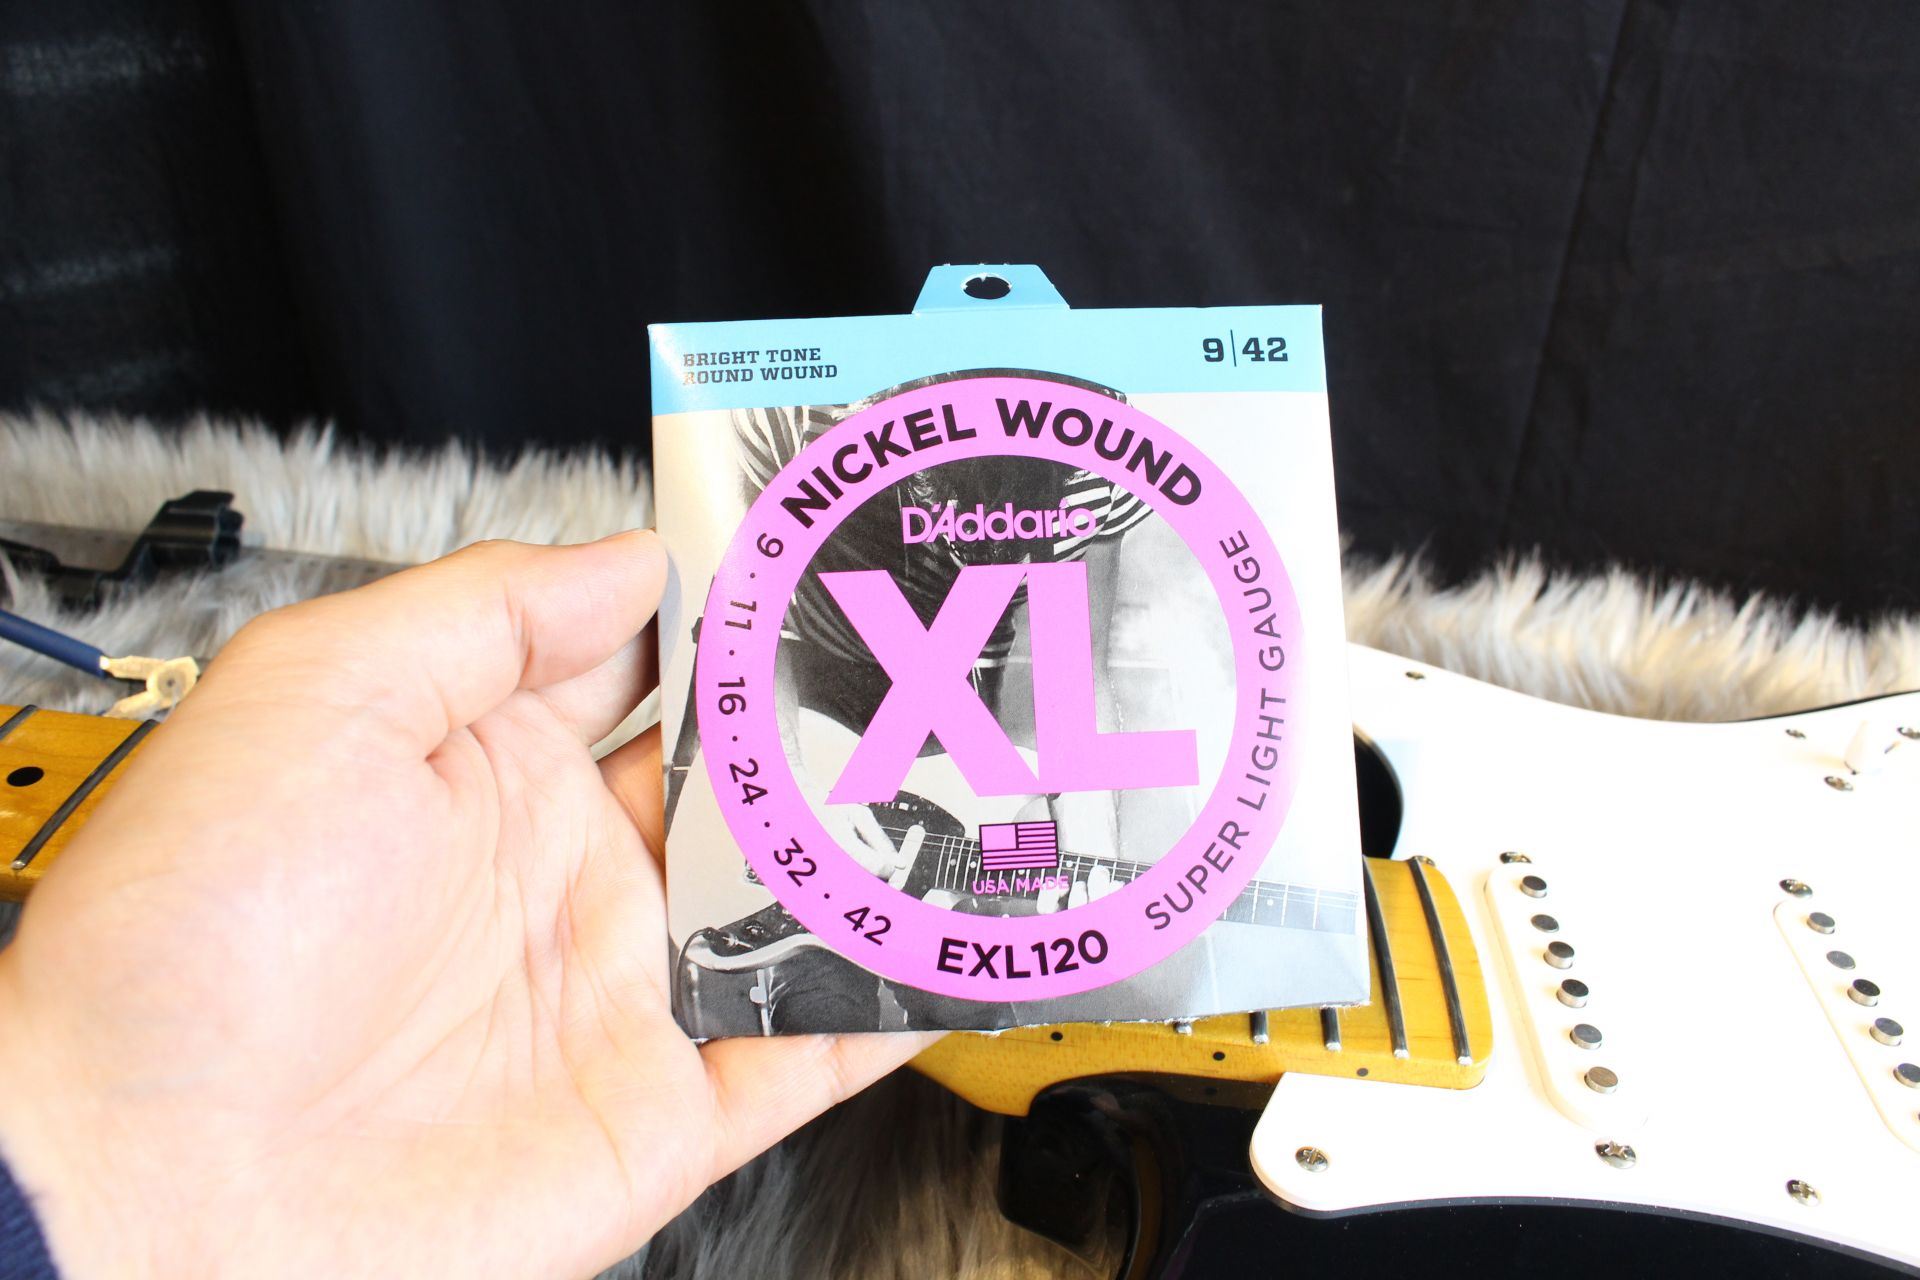 BRIGHT TONE
ROUND WOUND
9|42
NICKEL WOUND
D'Addario
XL
USA MADE
9 · 11 · 16 · 24 · 32 · 42
EXL120
SUPER LIGHT GAUGE